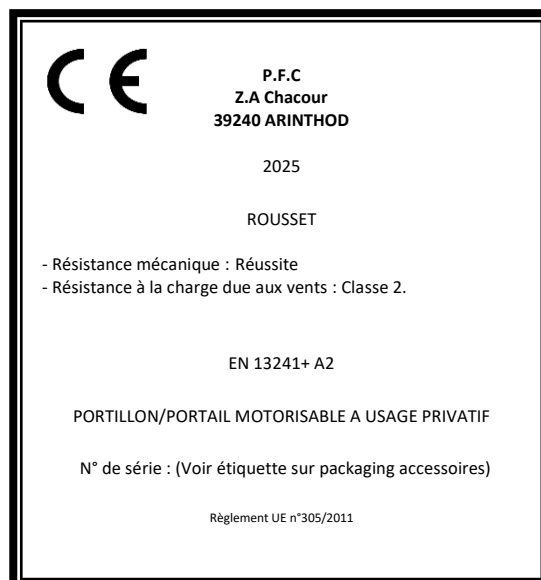 CE
P.F.C
Z.A Chacour
39240 ARINTHOD
2025
ROUSSET
- Résistance mécanique : Réussite
- Résistance à la charge due aux vents : Classe 2.
EN 13241+ A2
PORTILLON/PORTAIL MOTORISABLE A USAGE PRIVATIF
N° de série : (Voir étiquette sur packaging accessoires)
Règlement UE n°305/2011